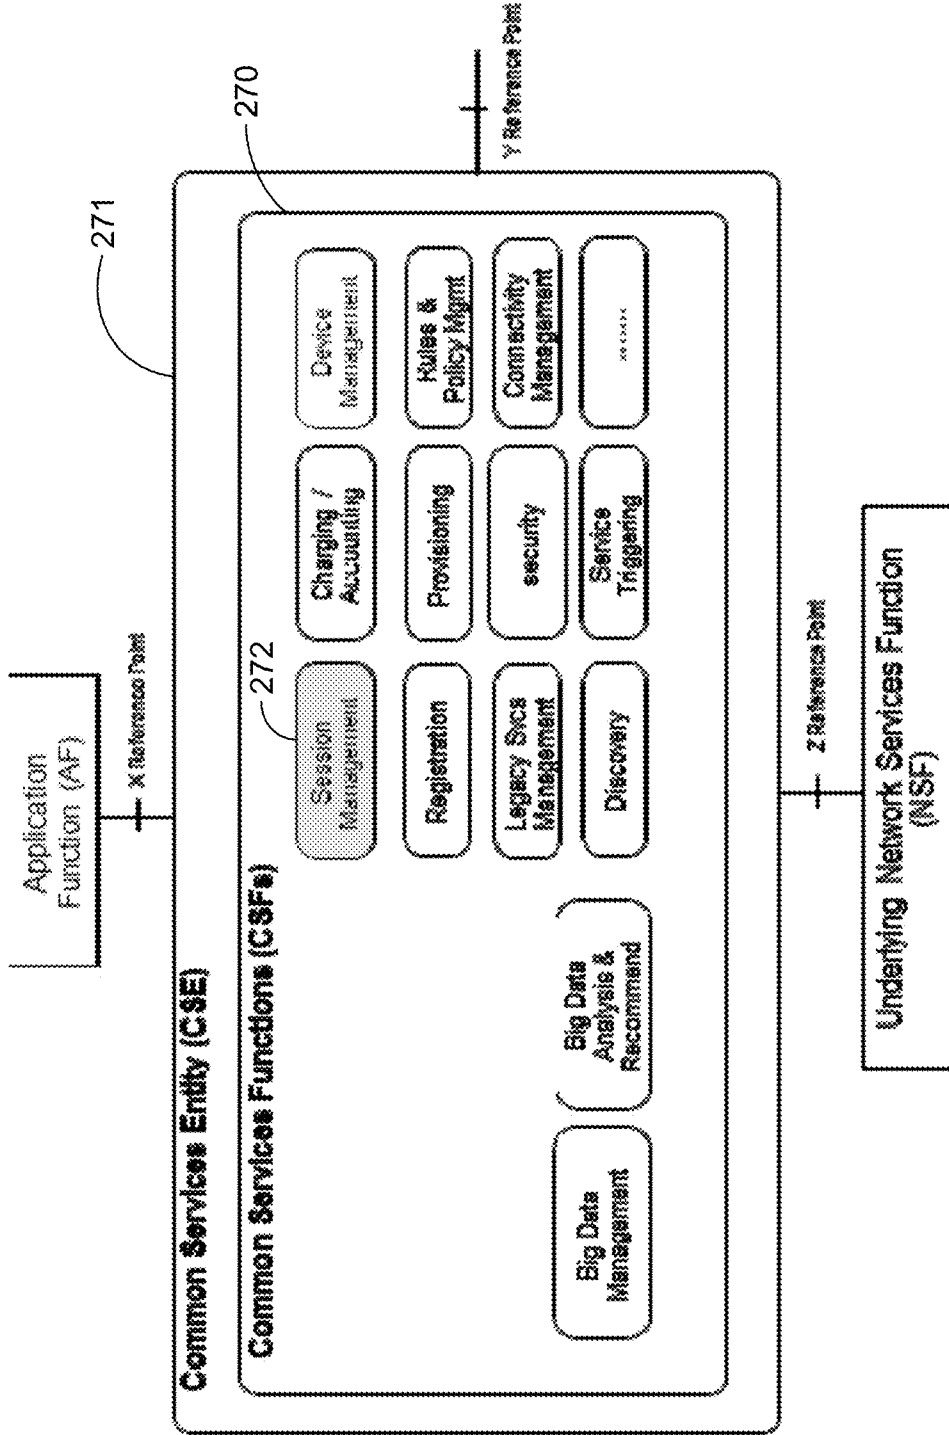 Application
Function (AF)
X Reference Point
271
Common Services Entity (CSE)
270
Common Services Functions (CSFs)
272
Session
Management
Charging /
Accounting
Device
Management
Registration
Provisioning
Rules &
Policy Mgmt
Legacy Svcs
Management
security
Connectivity
Management
Big Data
Management
Big Data
Analysis &
Recommend
Discovery
Service
Triggering
Y Reference Point
Z Reference Point
Underlying Network Services Function
(NSF)